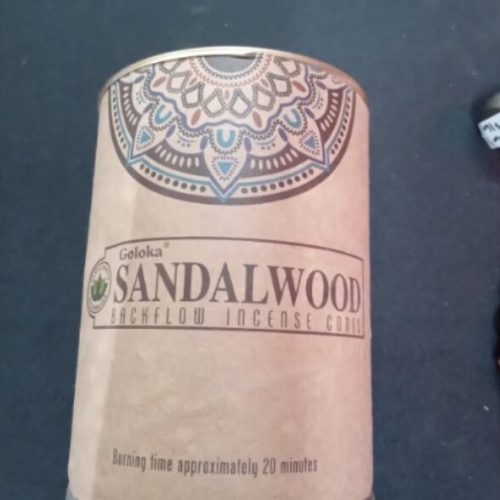 Goloka®
SANDALWOOD
BACKFLOW INCENSE CONES
Burning time approximately 20 minutes